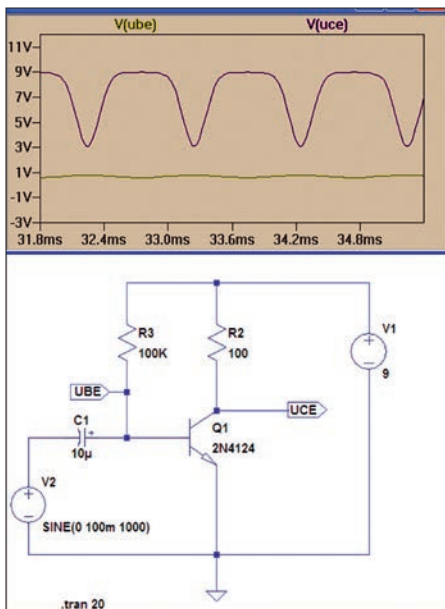 V(ube) V(uce)
11V
9V
7V
5V
3V
1V
-1V
-3V
31.8ms 32.4ms 33.0ms 33.6ms 34.2ms 34.8ms
R3
100K
R2
100
V1
9
UBE
UCE
C1
10µ
Q1
2N4124
V2
SINE(0 100m 1000)
.tran 20